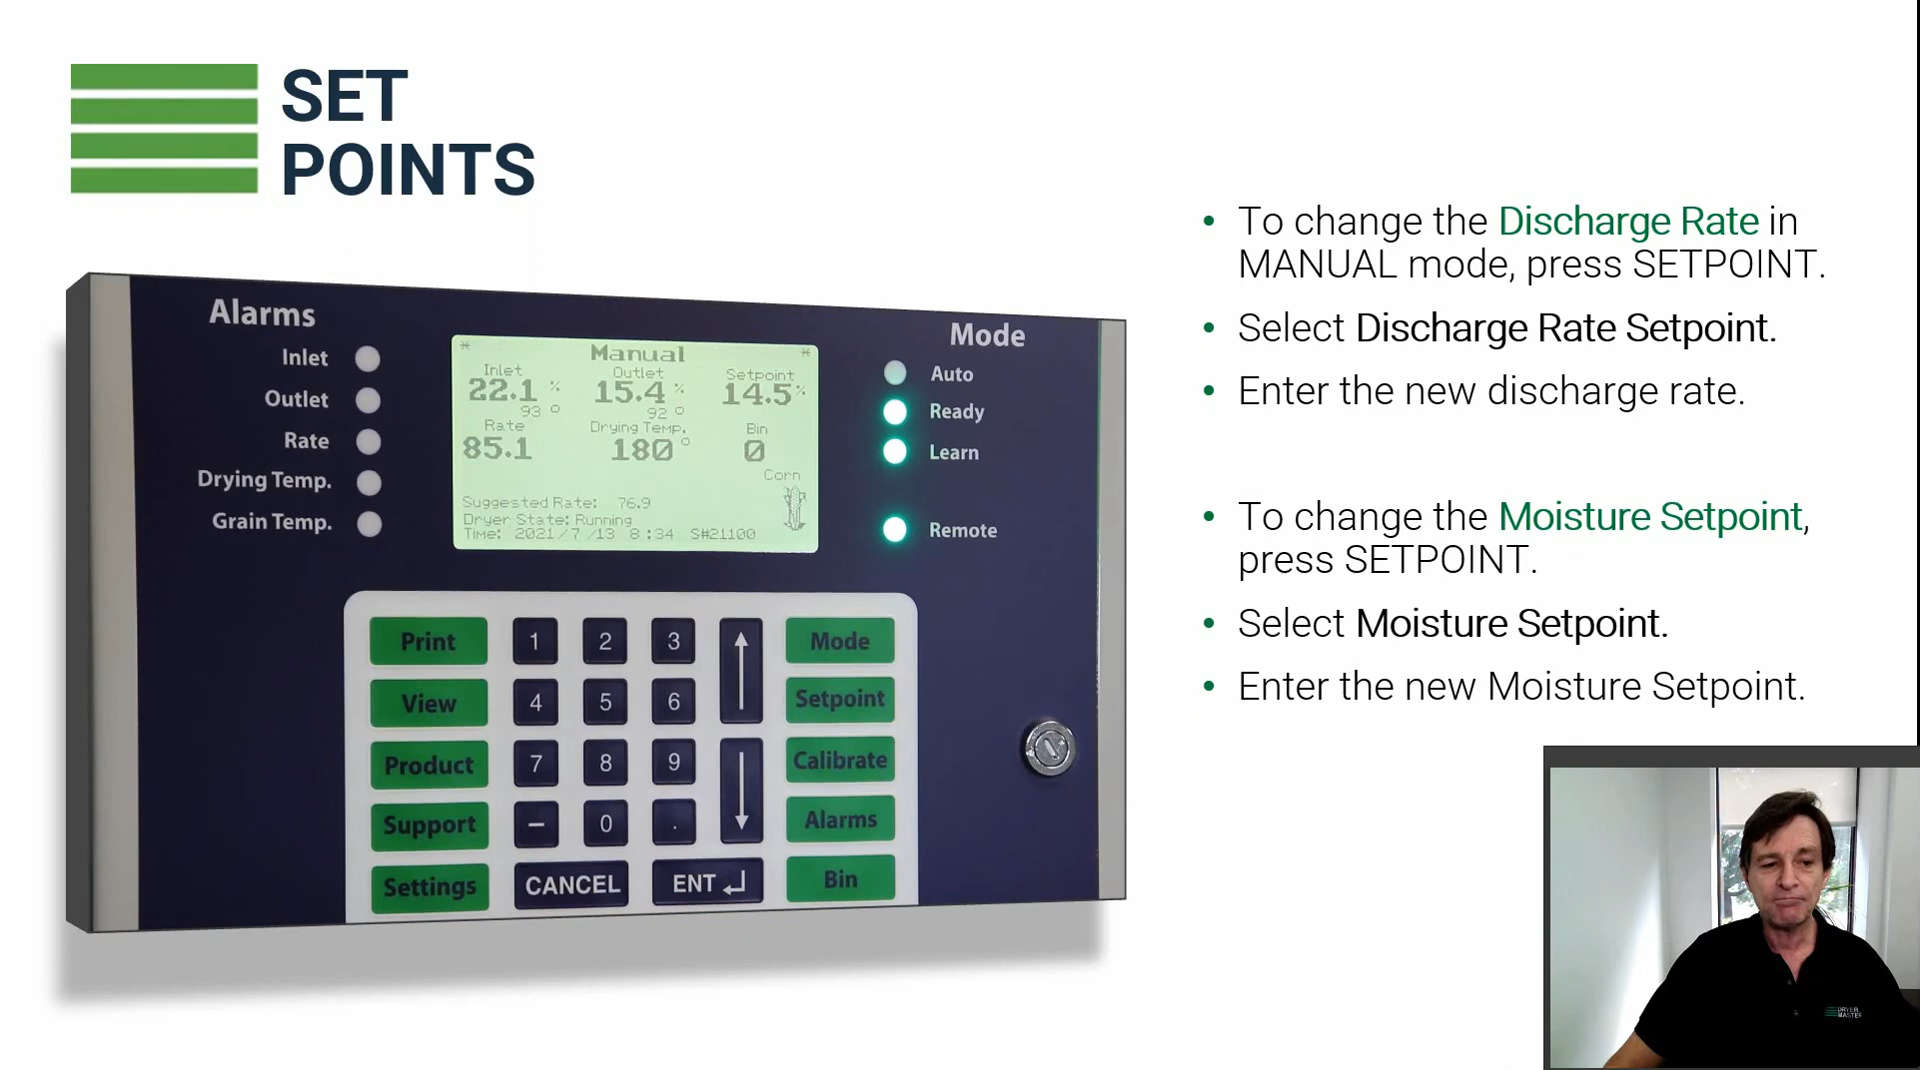 SET
POINTS
• To change the Discharge Rate in
MANUAL mode, press SETPOINT.
• Select Discharge Rate Setpoint.
• Enter the new discharge rate.
• To change the Moisture Setpoint,
press SETPOINT.
• Select Moisture Setpoint.
• Enter the new Moisture Setpoint.
Alarms
Inlet
Outlet
Rate
Drying Temp.
Grain Temp.
* Manual *
Inlet Outlet Setpoint
22.1 % 15.4 % 14.5%
93 ° 92 °
Rate Drying Temp. Bin
85.1 180 ° 0
Corn
Suggested Rate: 76.9
Dryer State: Running
Time: 2021/7/13 8:34 S#21100
Mode
Auto
Ready
Learn
Remote
Print 1 2 3 ↑ Mode
View 4 5 6 Setpoint
Product 7 8 9 ↓ Calibrate
Support – 0 . Alarms
Settings CANCEL ENT ↵ Bin
DRYER
MASTER